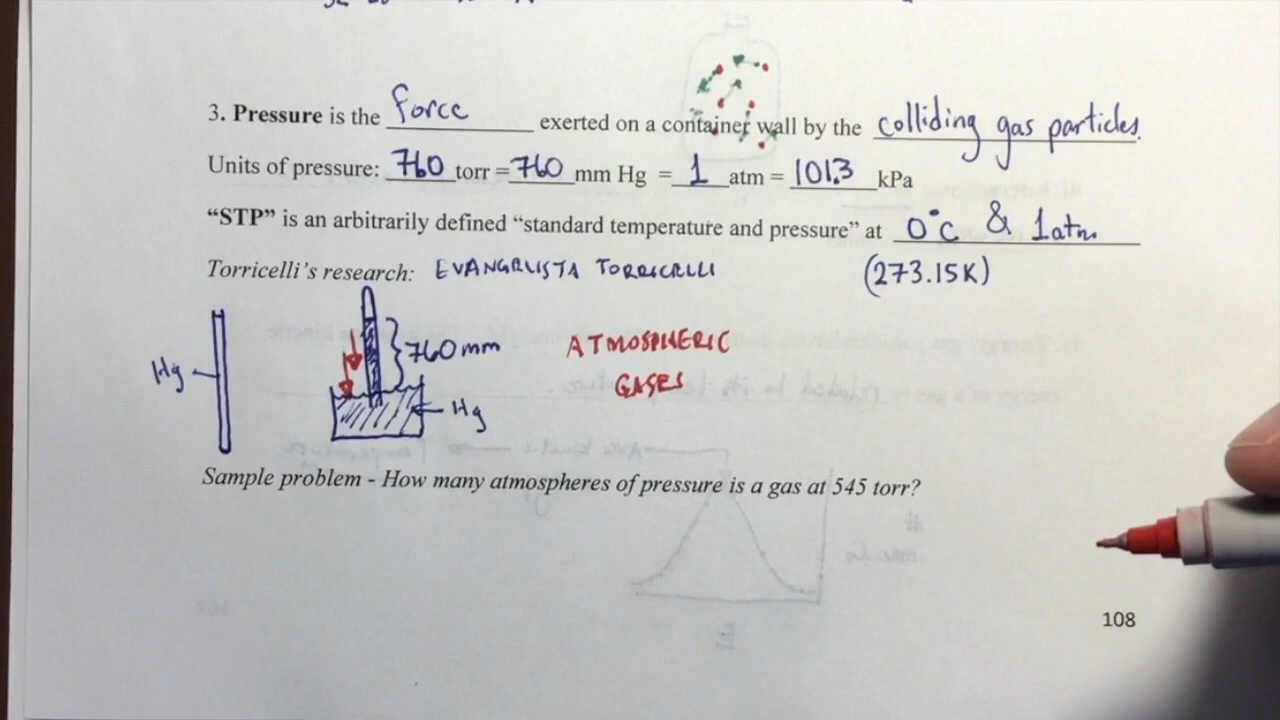 3. Pressure is the force exerted on a container wall by the colliding gas particles.
Units of pressure: 760 torr = 760 mm Hg = 1 atm = 101.3 kPa
“STP” is an arbitrarily defined “standard temperature and pressure” at 0°C & 1atm
Torricelli's research: EVANGELISTA TORRICELLI (273.15K)
Hg
760mm
ATMOSPHERIC
GASES
Hg
Sample problem - How many atmospheres of pressure is a gas at 545 torr?
108